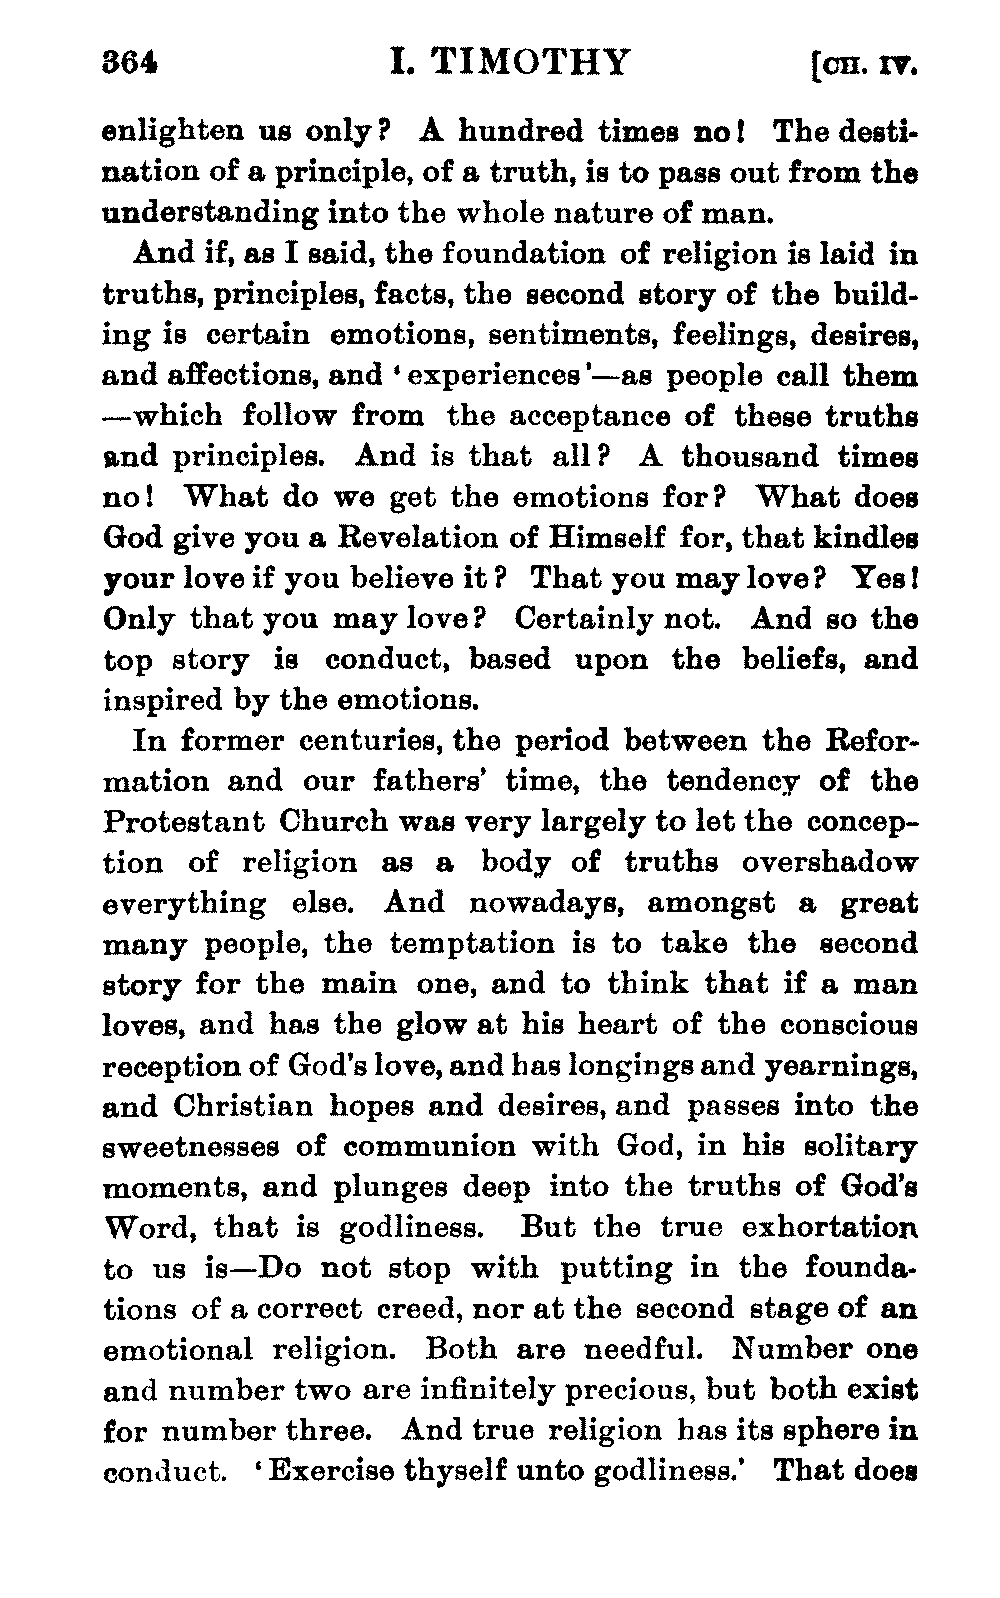 364 I. TIMOTHY [CH. IV.
enlighten us only? A hundred times no! The desti-
nation of a principle, of a truth, is to pass out from the
understanding into the whole nature of man.
And if, as I said, the foundation of religion is laid in
truths, principles, facts, the second story of the build-
ing is certain emotions, sentiments, feelings, desires,
and affections, and ‘experiences’—as people call them
—which follow from the acceptance of these truths
and principles. And is that all? A thousand times
no! What do we get the emotions for? What does
God give you a Revelation of Himself for, that kindles
your love if you believe it? That you may love? Yes!
Only that you may love? Certainly not. And so the
top story is conduct, based upon the beliefs, and
inspired by the emotions.
In former centuries, the period between the Refor-
mation and our fathers’ time, the tendency of the
Protestant Church was very largely to let the concep-
tion of religion as a body of truths overshadow
everything else. And nowadays, amongst a great
many people, the temptation is to take the second
story for the main one, and to think that if a man
loves, and has the glow at his heart of the conscious
reception of God’s love, and has longings and yearnings,
and Christian hopes and desires, and passes into the
sweetnesses of communion with God, in his solitary
moments, and plunges deep into the truths of God’s
Word, that is godliness. But the true exhortation
to us is—Do not stop with putting in the founda-
tions of a correct creed, nor at the second stage of an
emotional religion. Both are needful. Number one
and number two are infinitely precious, but both exist
for number three. And true religion has its sphere in
conduct. ‘Exercise thyself unto godliness.’ That does